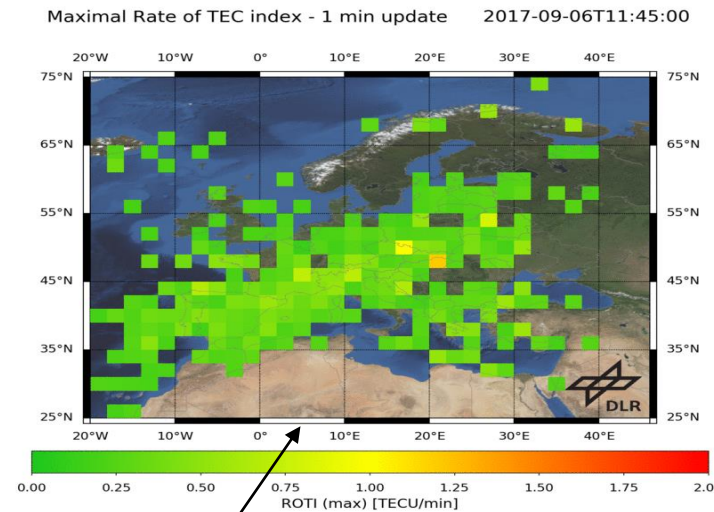 Maximal Rate of TEC index - 1 min update 2017-09-06T11:45:00
20°W 10°W 0° 10°E 20°E 30°E 40°E
75°N 75°N
65°N 65°N
55°N 55°N
45°N 45°N
35°N 35°N
DLR
25°N 25°N
20°W 10°W 0° 10°E 20°E 30°E 40°E
0.00 0.25 0.50 0.75 1.00 1.25 1.50 1.75 2.0
ROTI (max) [TECU/min]